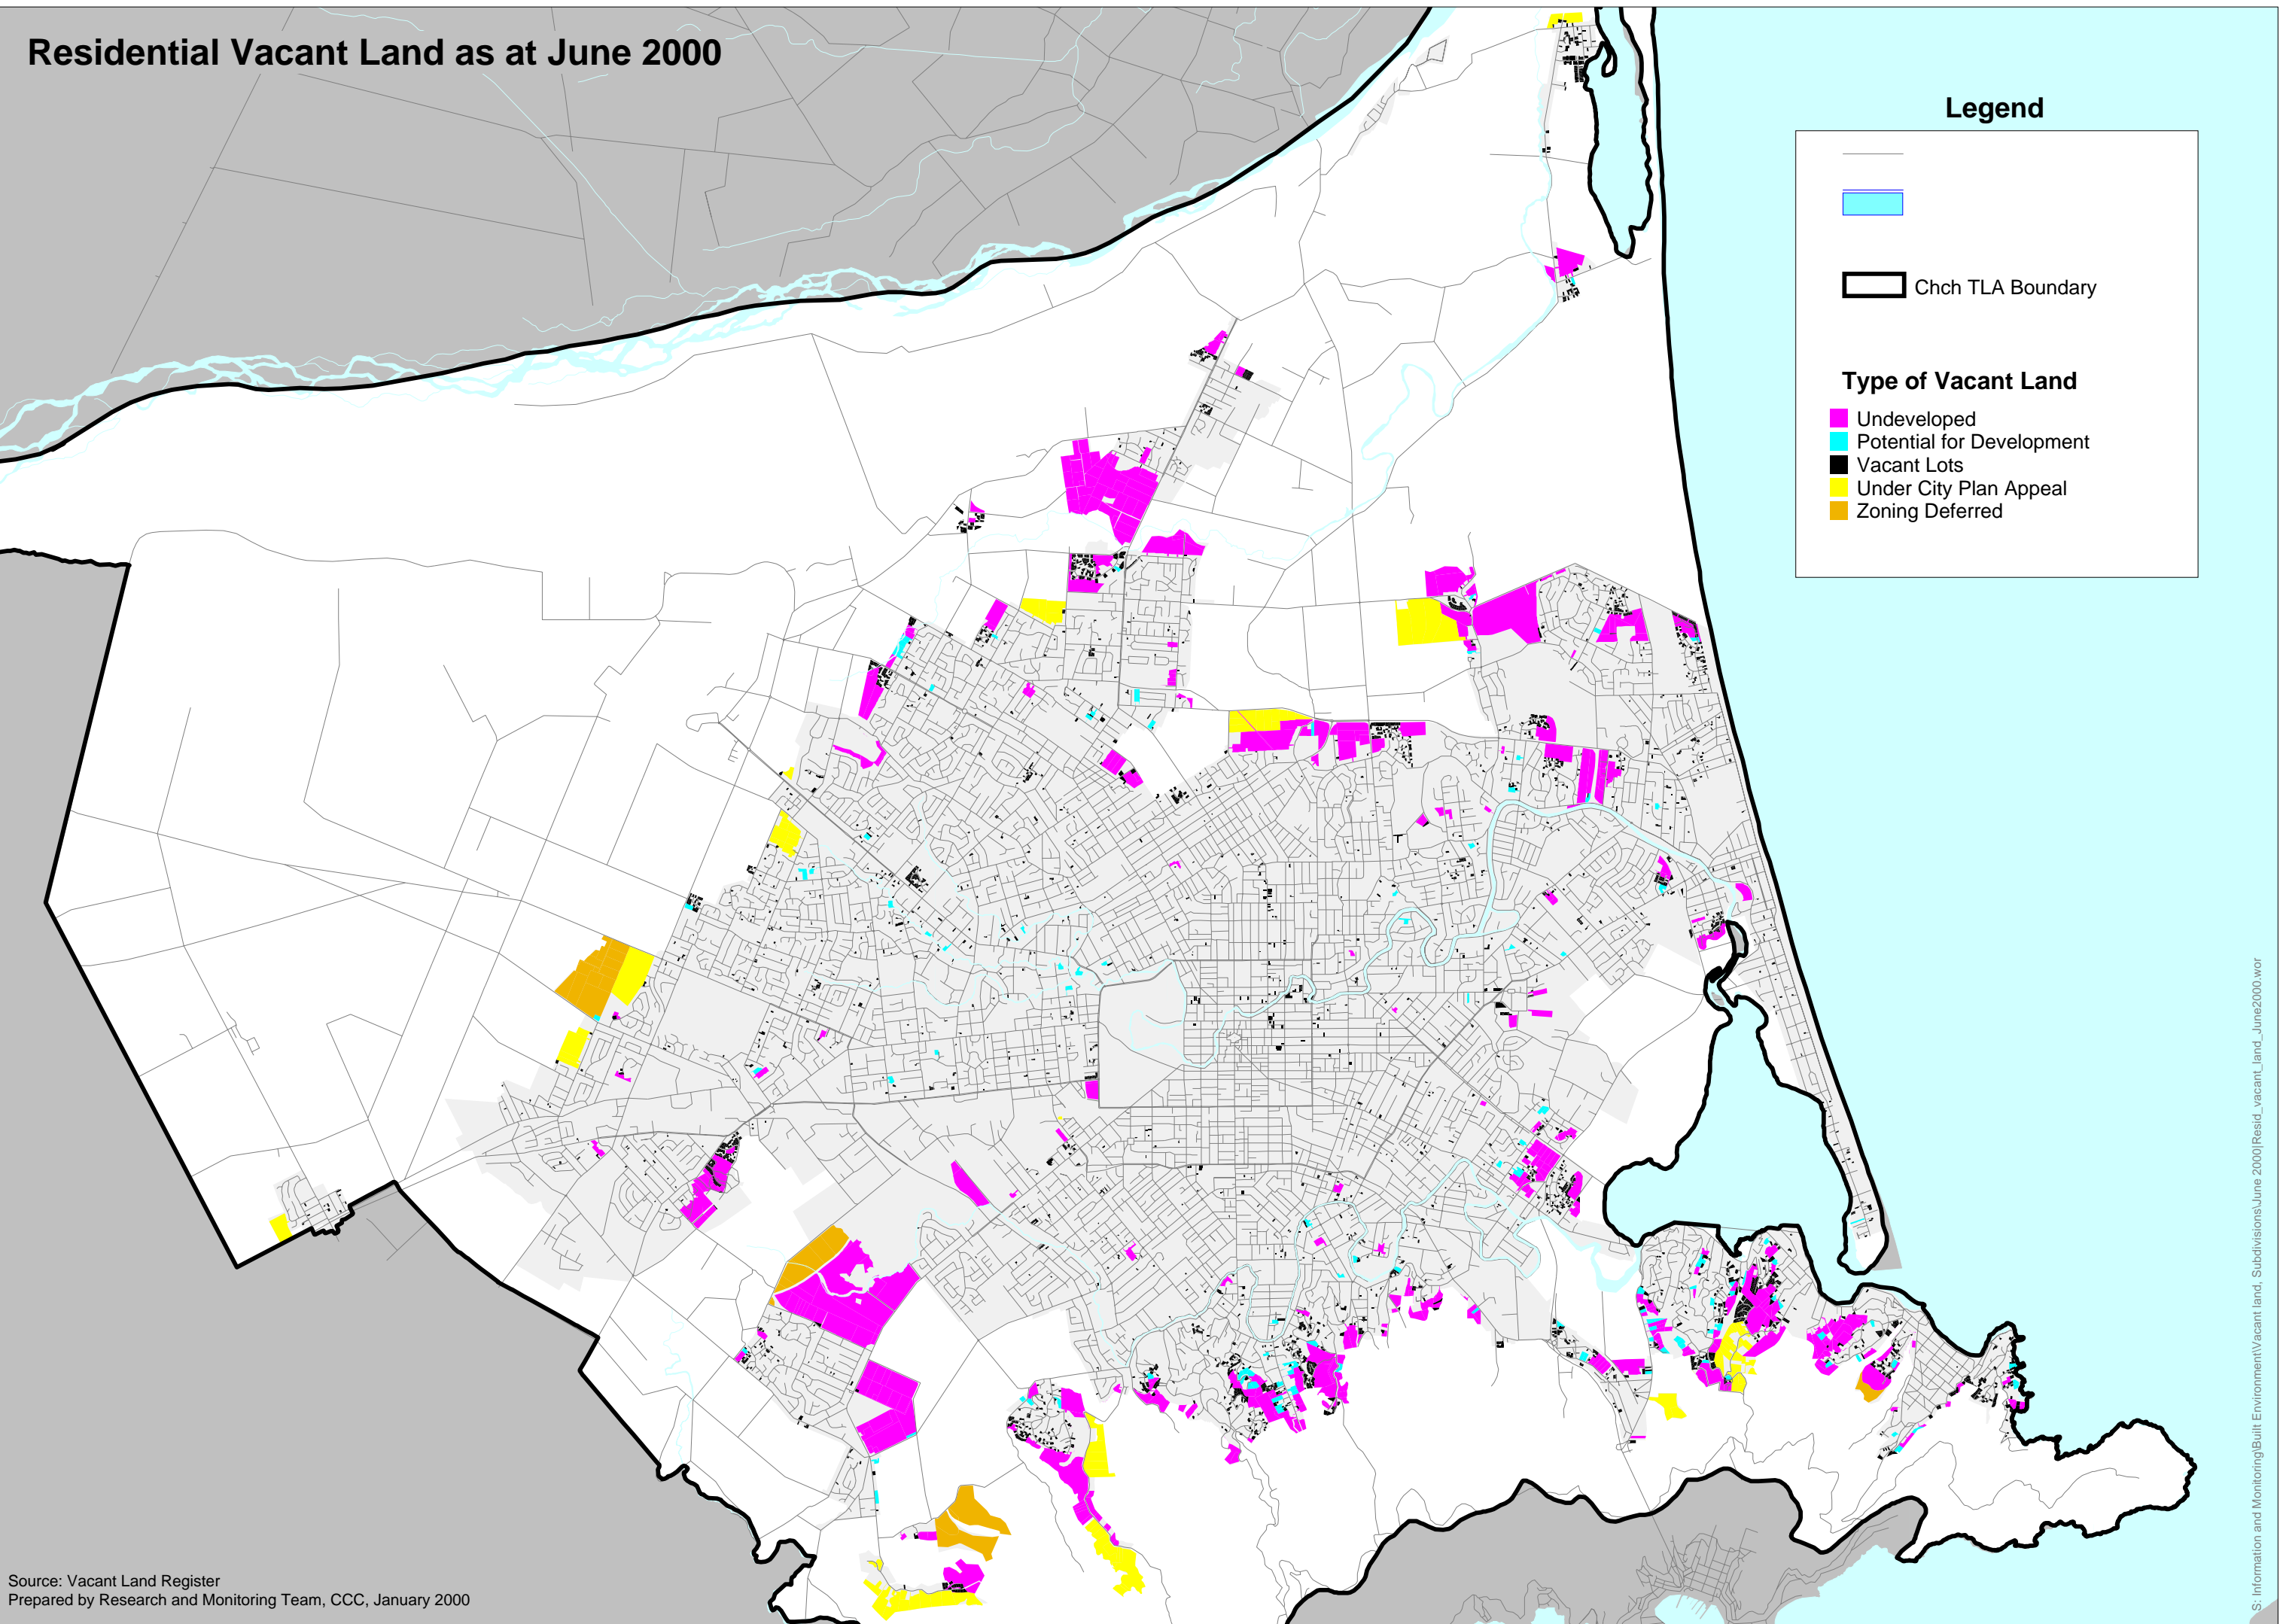 Residential Vacant Land as at June 2000
Legend
Chch TLA Boundary
Type of Vacant Land
Undeveloped
Potential for Development
Vacant Lots
Under City Plan Appeal
Zoning Deferred
S: Information and Monitoring\Built Environment\Vacant land, Subdivisions\June 2000|Resid_vacant_land_June2000.wor
Source: Vacant Land Register
Prepared by Research and Monitoring Team, CCC, January 2000